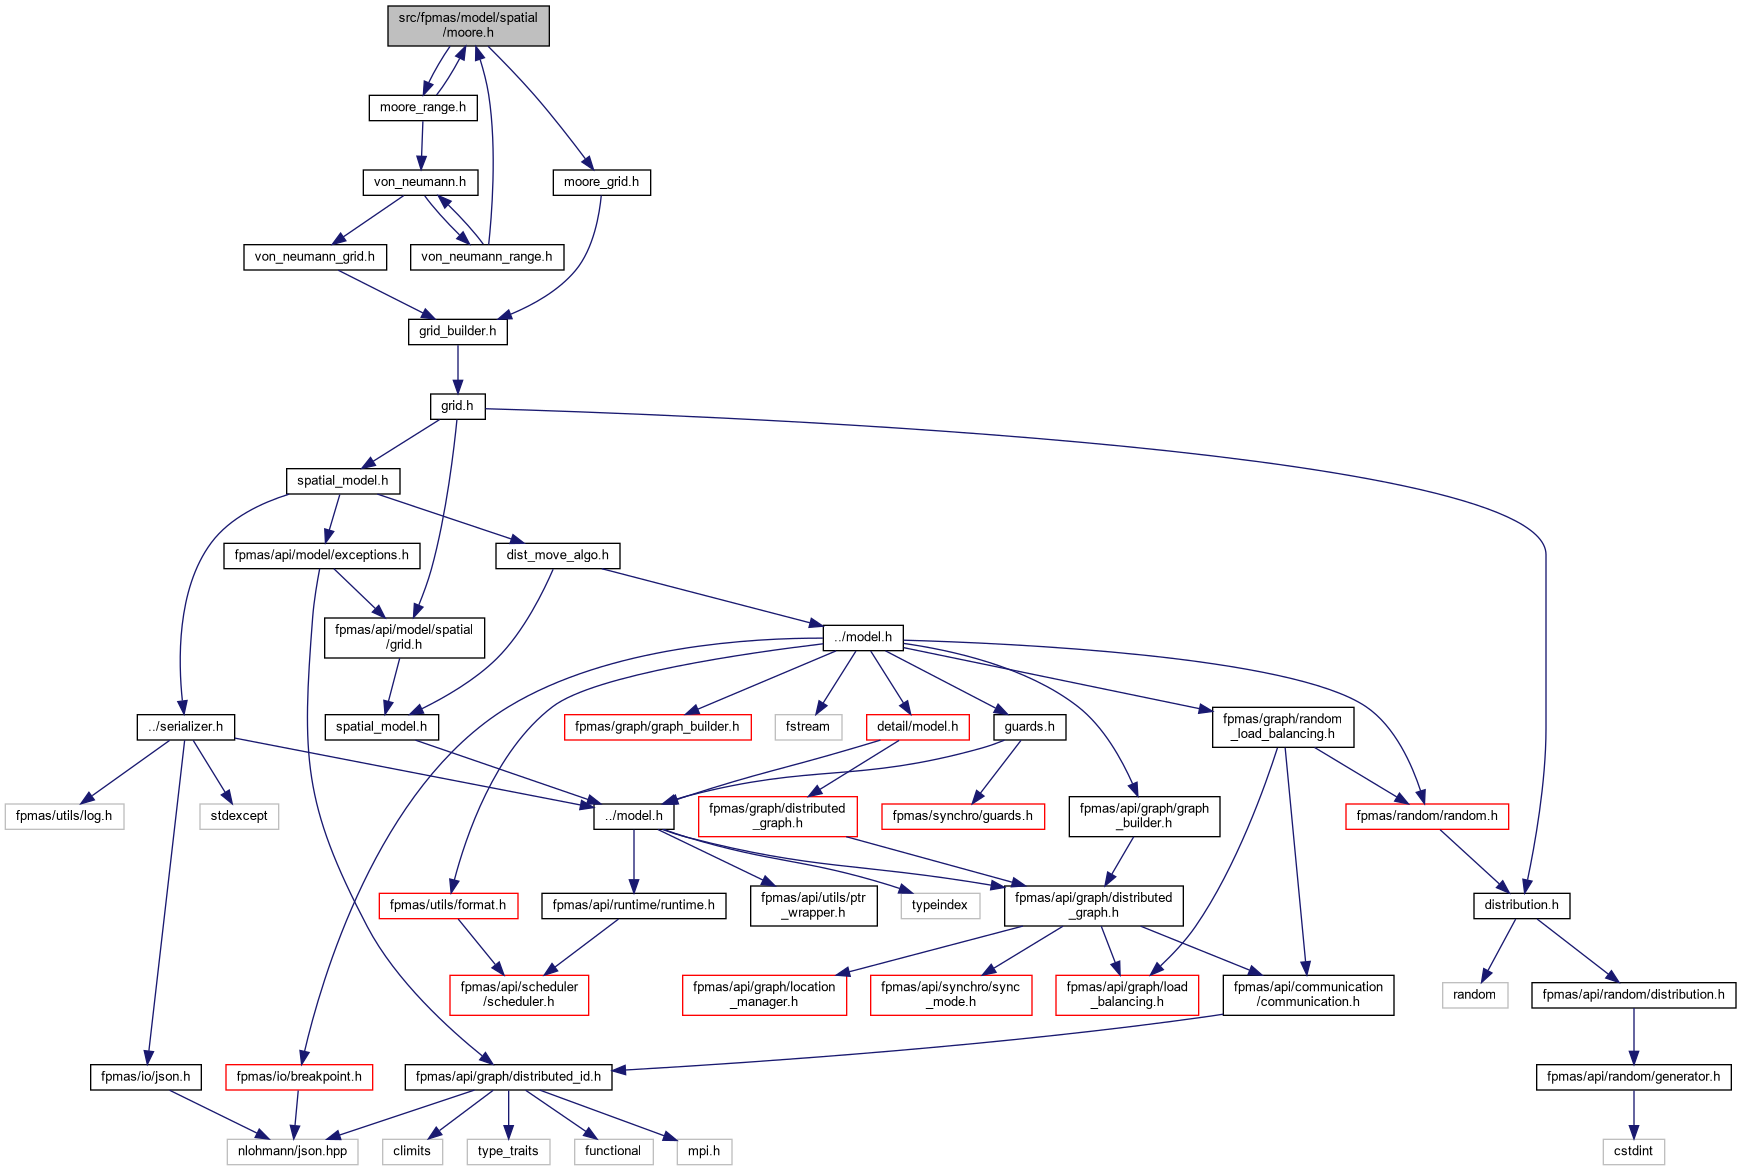 src/fpmas/model/spatial
/moore.h
moore_range.h
von_neumann.h
moore_grid.h
von_neumann_grid.h
von_neumann_range.h
grid_builder.h
grid.h
spatial_model.h
fpmas/api/model/exceptions.h
dist_move_algo.h
fpmas/api/model/spatial
/grid.h
../model.h
../serializer.h
spatial_model.h
fpmas/graph/graph_builder.h
fstream
detail/model.h
guards.h
fpmas/graph/random
_load_balancing.h
fpmas/utils/log.h
stdexcept
../model.h
fpmas/graph/distributed
_graph.h
fpmas/synchro/guards.h
fpmas/api/graph/graph
_builder.h
fpmas/random/random.h
fpmas/utils/format.h
fpmas/api/runtime/runtime.h
fpmas/api/utils/ptr
_wrapper.h
typeindex
fpmas/api/graph/distributed
_graph.h
distribution.h
fpmas/api/scheduler
/scheduler.h
fpmas/api/graph/location
_manager.h
fpmas/api/synchro/sync
_mode.h
fpmas/api/graph/load
_balancing.h
fpmas/api/communication
/communication.h
random
fpmas/api/random/distribution.h
fpmas/io/json.h
fpmas/io/breakpoint.h
fpmas/api/graph/distributed_id.h
fpmas/api/random/generator.h
nlohmann/json.hpp
climits
type_traits
functional
mpi.h
cstdint